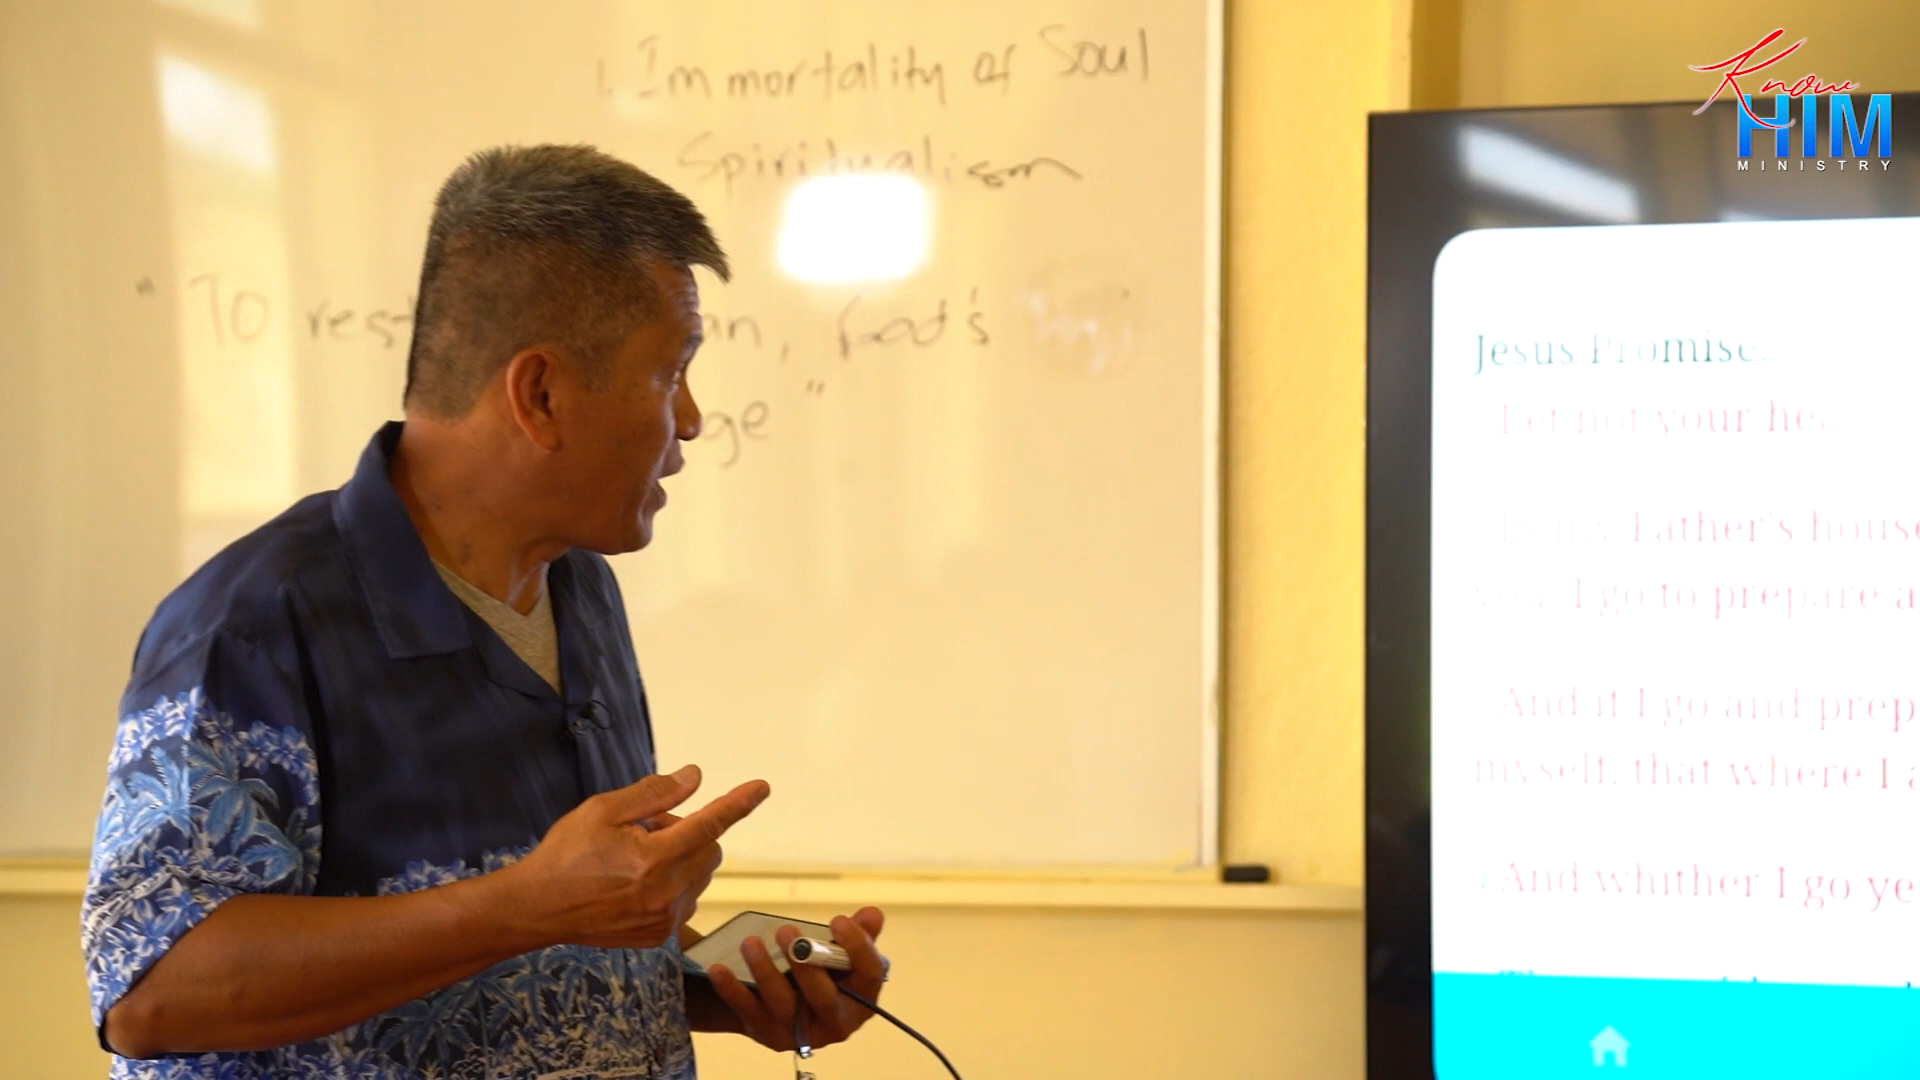 1. Immortality of Soul
Spiritualism
" To rest an, God's
ge "
Know
HIM
MINISTRY
Jesus Promise
Let not your hea
Father's house
I go to prepare a
And if I go and prep
myself, that where I a
And whither I go ye